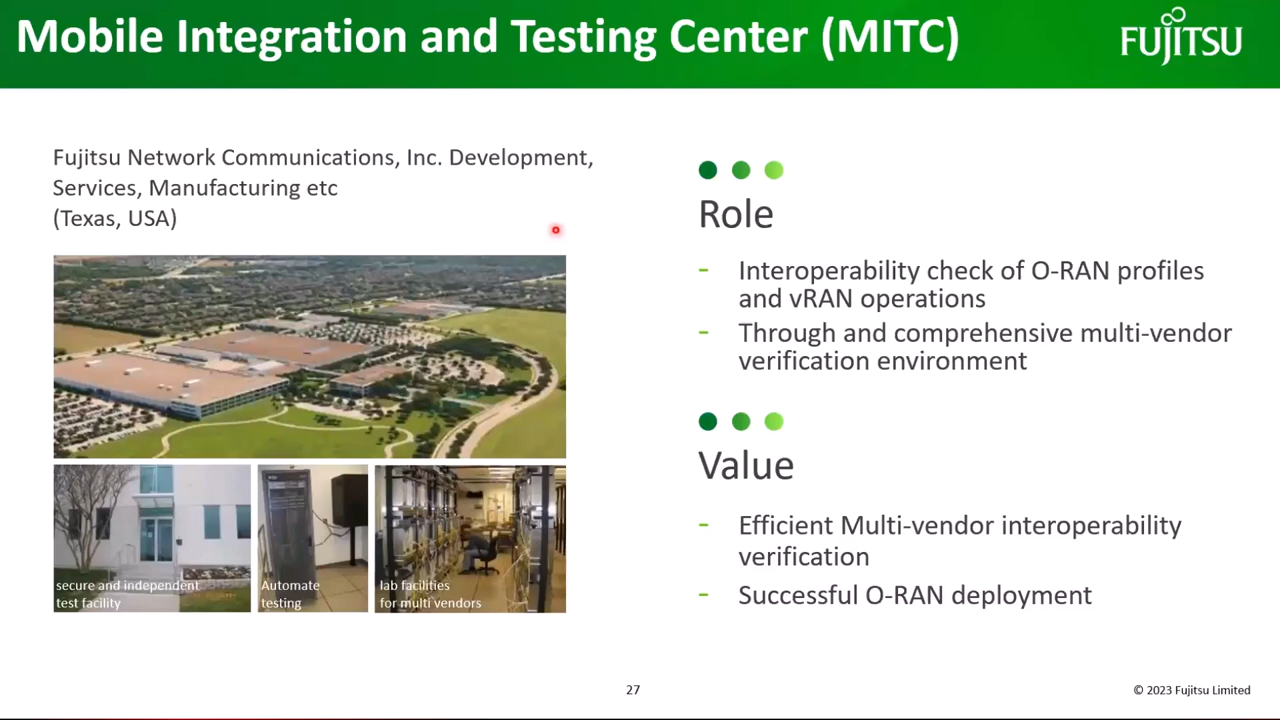 Mobile Integration and Testing Center (MITC)
FUJITSU
Fujitsu Network Communications, Inc. Development,
Services, Manufacturing etc
(Texas, USA)
secure and independent
test facility
Automate
testing
lab facilities
for multi vendors
Role
- Interoperability check of O-RAN profiles
and vRAN operations
- Through and comprehensive multi-vendor
verification environment
Value
- Efficient Multi-vendor interoperability
verification
- Successful O-RAN deployment
27
© 2023 Fujitsu Limited